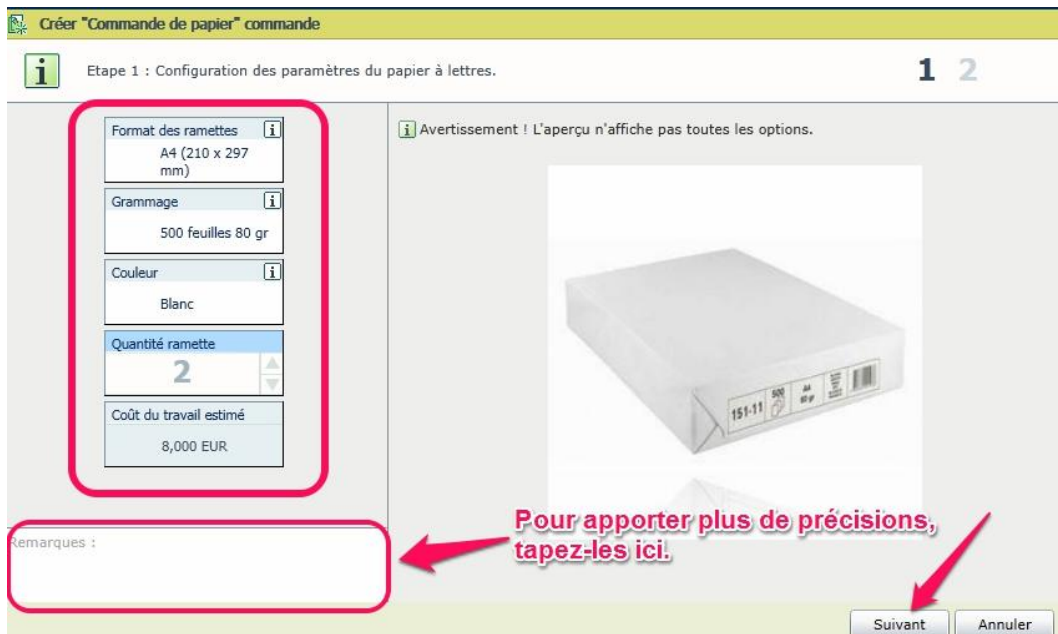 Créer "Commande de papier" commande
Etape 1 : Configuration des paramètres du papier à lettres.
1 2
Format des ramettes
A4 (210 x 297
mm)
Grammage
500 feuilles 80 gr
Couleur
Blanc
Quantité ramette
2
Coût du travail estimé
8,000 EUR
Avertissement ! L'aperçu n'affiche pas toutes les options.
151-11
500
A4
80 gr
Remarques :
Pour apporter plus de précisions,
tapez-les ici.
Suivant
Annuler